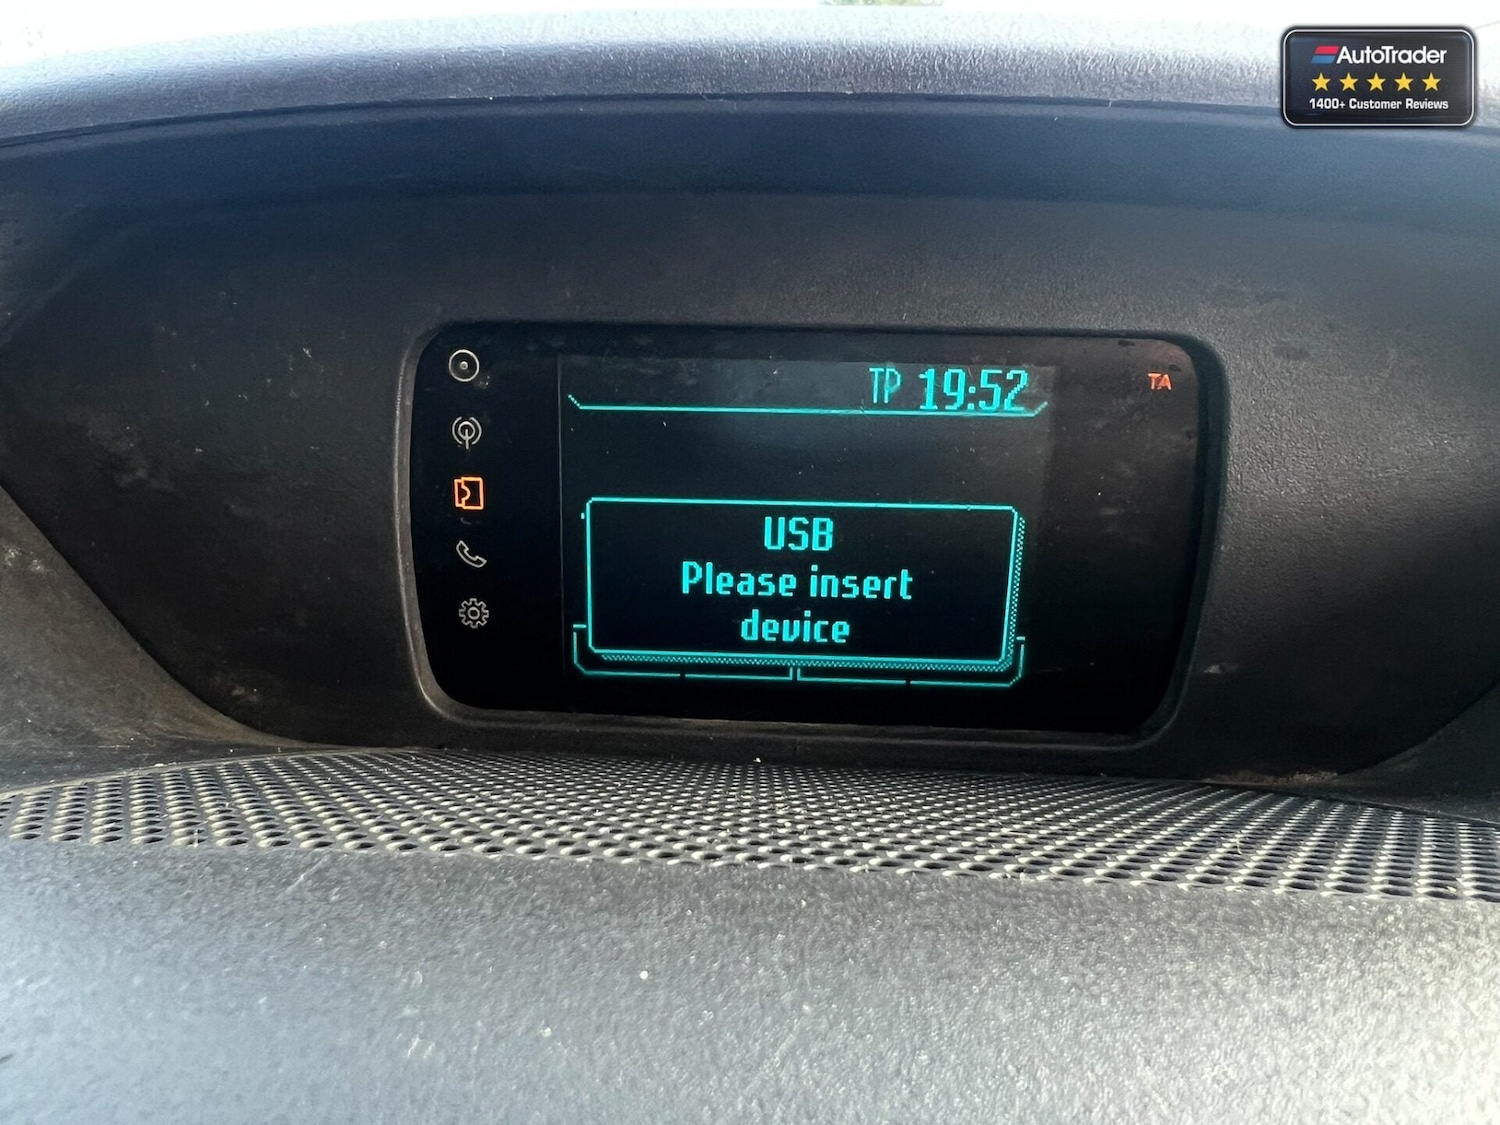 AutoTrader
1400+ Customer Reviews
TP 19:52
TA
USB
Please insert
device